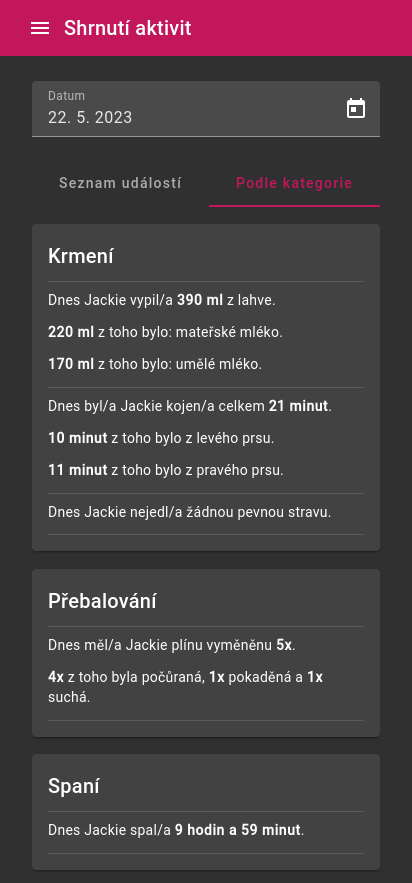 Shrnutí aktivit
Datum
22. 5. 2023
Seznam událostí
Podle kategorie
Krmení
Dnes Jackie vypil/a 390 ml z lahve.
220 ml z toho bylo: mateřské mléko.
170 ml z toho bylo: umělé mléko.
Dnes byl/a Jackie kojen/a celkem 21 minut.
10 minut z toho bylo z levého prsu.
11 minut z toho bylo z pravého prsu.
Dnes Jackie nejedl/a žádnou pevnou stravu.
Přebalování
Dnes měl/a Jackie plínu vyměněnu 5x.
4x z toho byla počůraná, 1x pokaděná a 1x
suchá.
Spaní
Dnes Jackie spal/a 9 hodin a 59 minut.